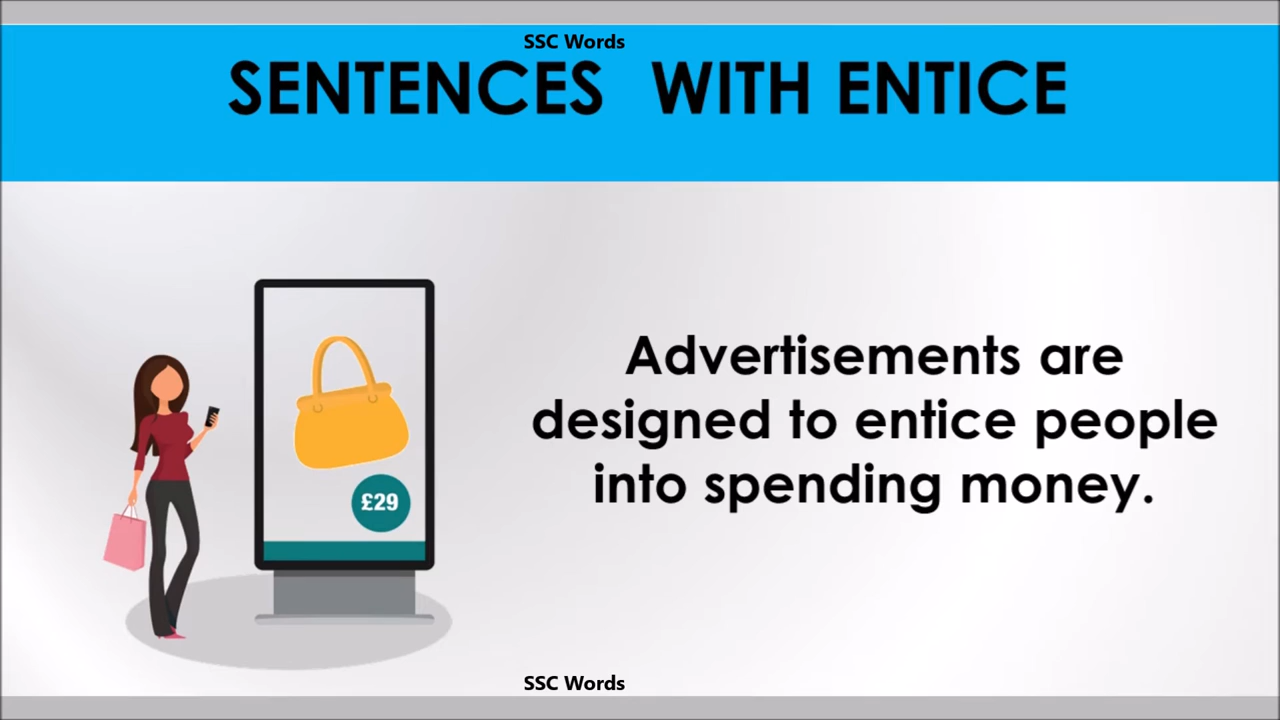 SSC Words
SENTENCES WITH ENTICE
Advertisements are
designed to entice people
into spending money.
£29
SSC Words